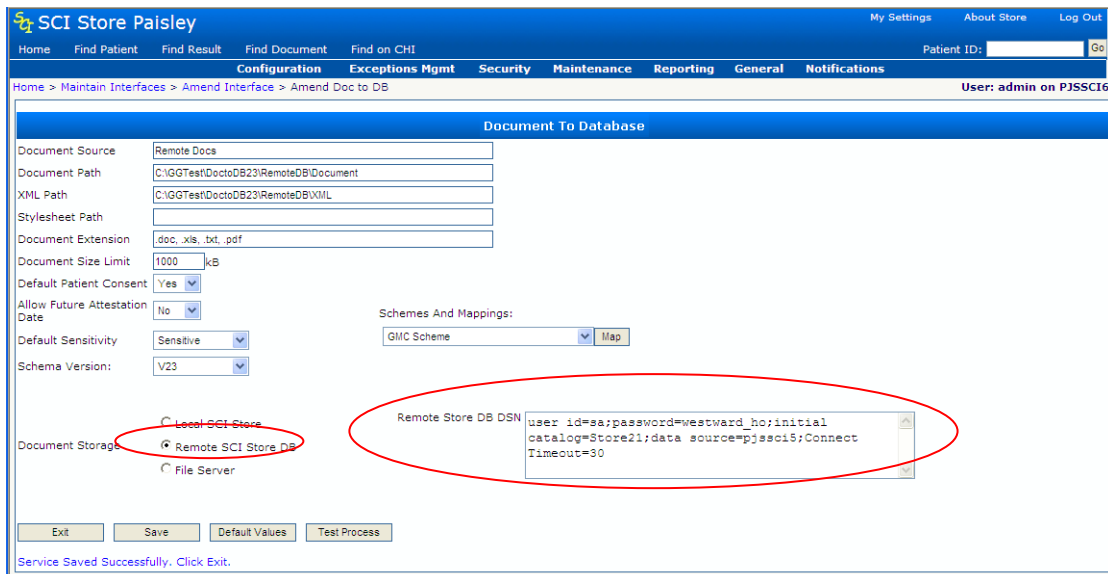 SCI Store Paisley
My Settings About Store Log Out
Home Find Patient Find Result Find Document Find on CHI Patient ID: Go
Configuration Exceptions Mgmt Security Maintenance Reporting General Notifications
Home > Maintain Interfaces > Amend Interface > Amend Doc to DB User: admin on PJSSCI6
Document To Database
Document Source Remote Docs
Document Path C:\GGTest\DoctoDB23\RemoteDB\Document
XML Path C:\GGTest\DoctoDB23\RemoteDB\XML
Stylesheet Path
Document Extension .doc, .xls, .txt, .pdf
Document Size Limit 1000 kB
Default Patient Consent Yes
Allow Future Attestation
Date No
Schemes And Mappings:
Default Sensitivity Sensitive GMC Scheme Map
Schema Version: V23
Remote Store DB DSN
user id=sa;password=westward_ho;initial
catalog=Store21;data source=pjssci5;Connect
Timeout=30
Local SCI Store
Document Storage Remote SCI Store DB
File Server
Exit Save Default Values Test Process
Service Saved Successfully. Click Exit.